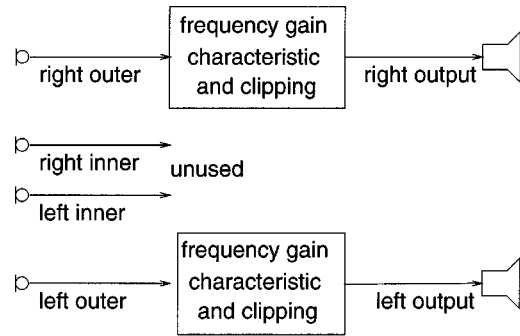 frequency gain
characteristic
and clipping
right outer
right output
right inner
unused
left inner
frequency gain
characteristic
and clipping
left outer
left output